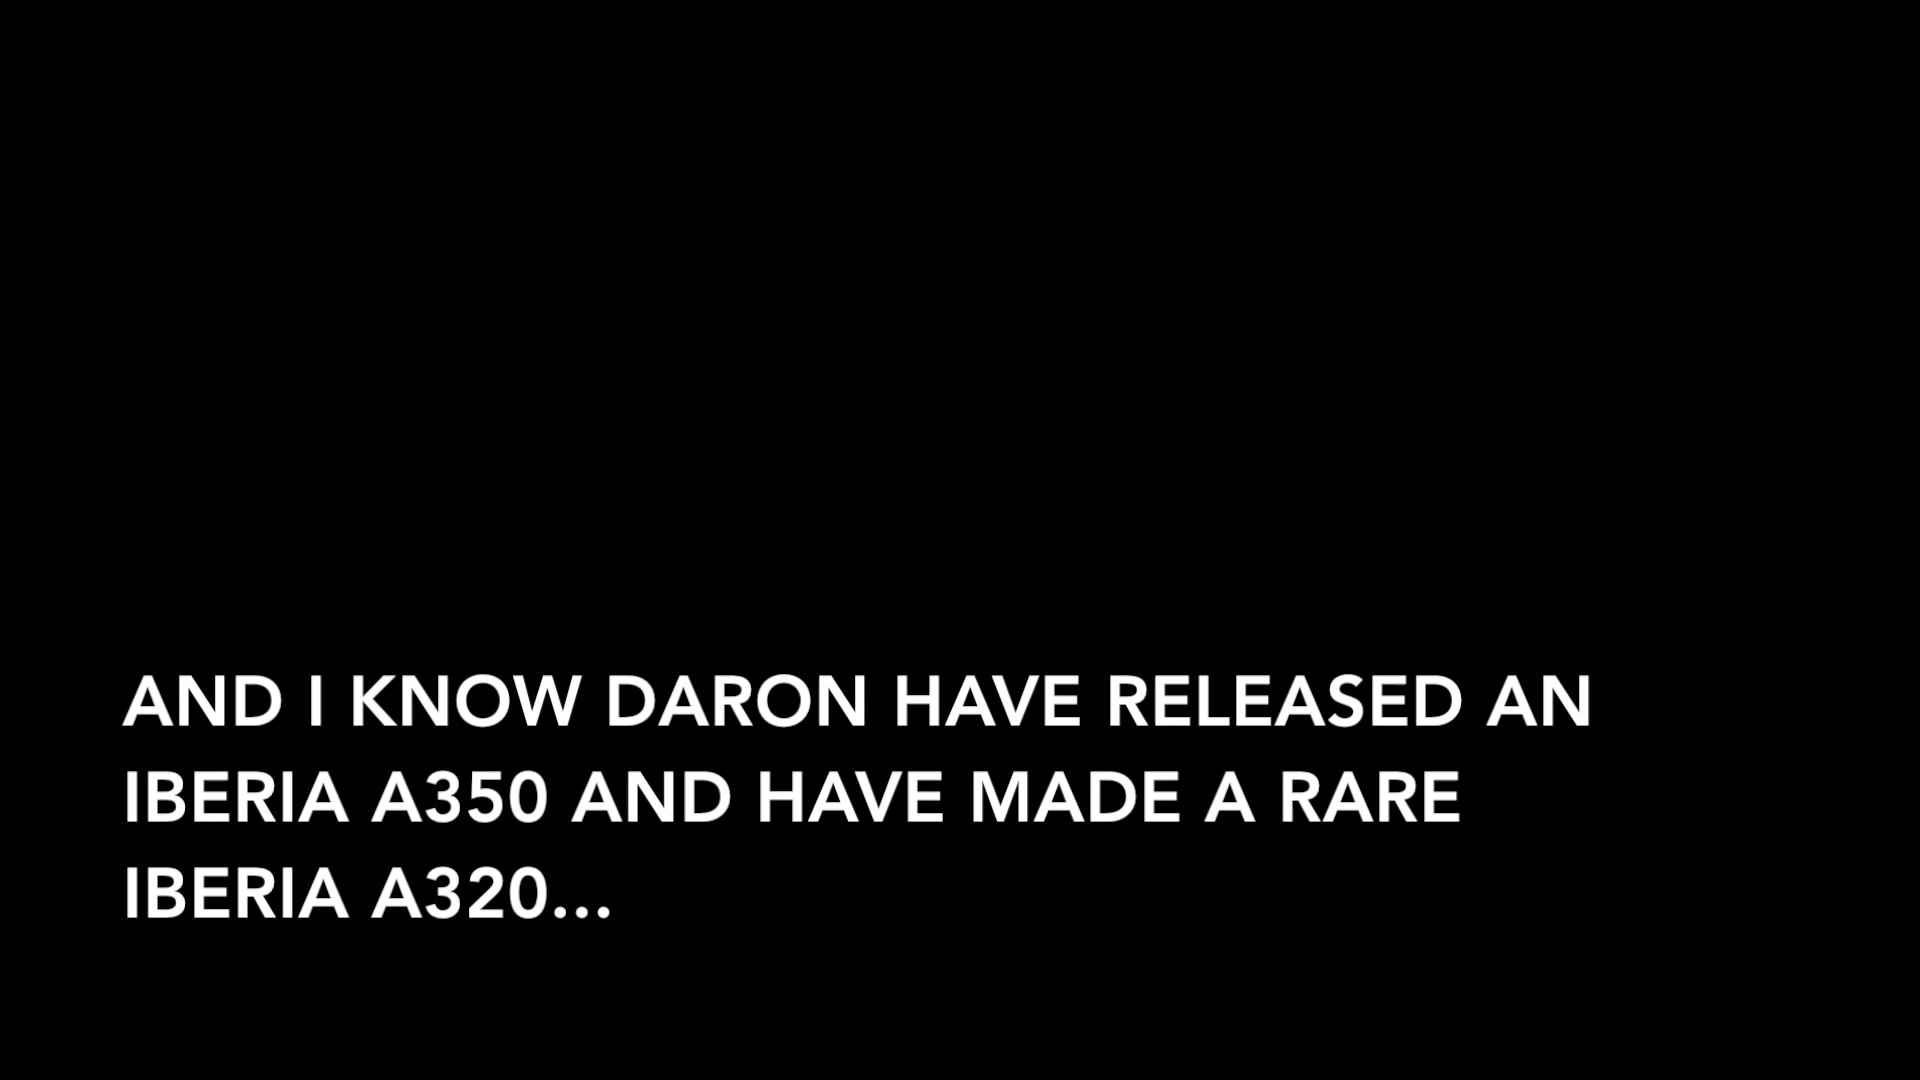 AND I KNOW DARON HAVE RELEASED AN
IBERIA A350 AND HAVE MADE A RARE
IBERIA A320...